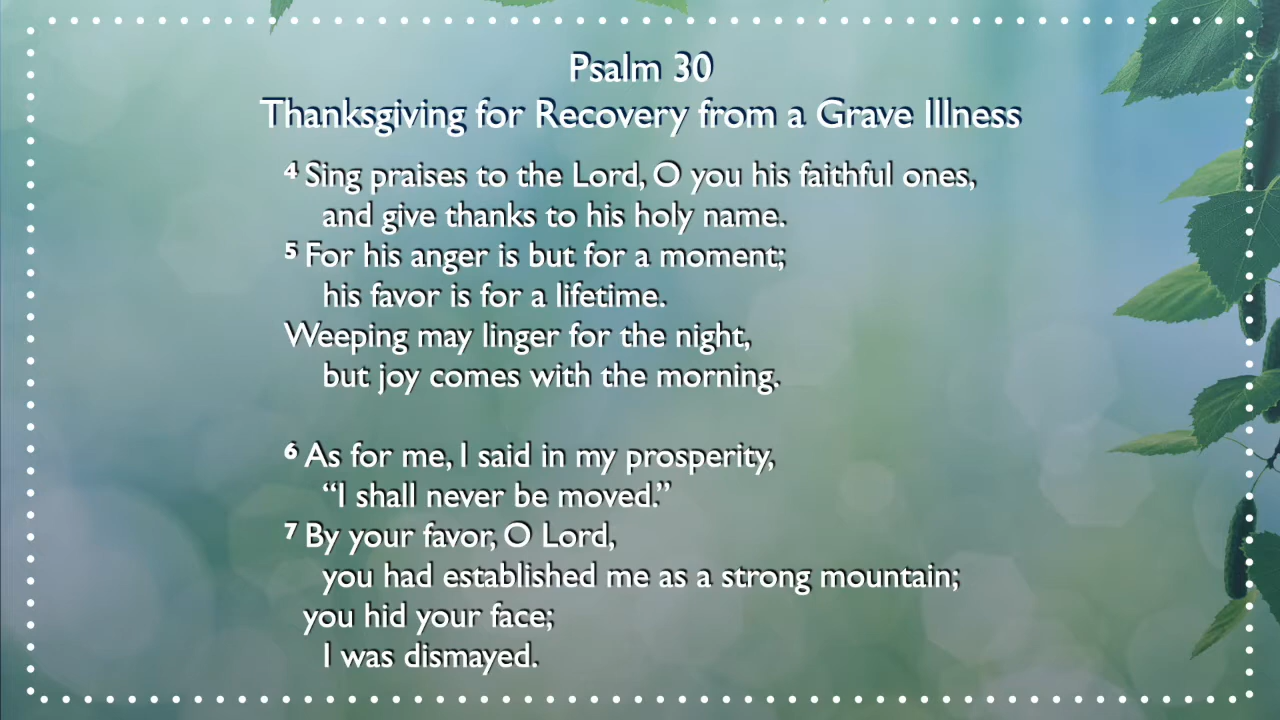 Psalm 30
Thanksgiving for Recovery from a Grave Illness
⁴ Sing praises to the Lord, O you his faithful ones,
and give thanks to his holy name.
⁵ For his anger is but for a moment;
his favor is for a lifetime.
Weeping may linger for the night,
but joy comes with the morning.
⁶ As for me, I said in my prosperity,
“I shall never be moved.”
⁷ By your favor, O Lord,
you had established me as a strong mountain;
you hid your face;
I was dismayed.